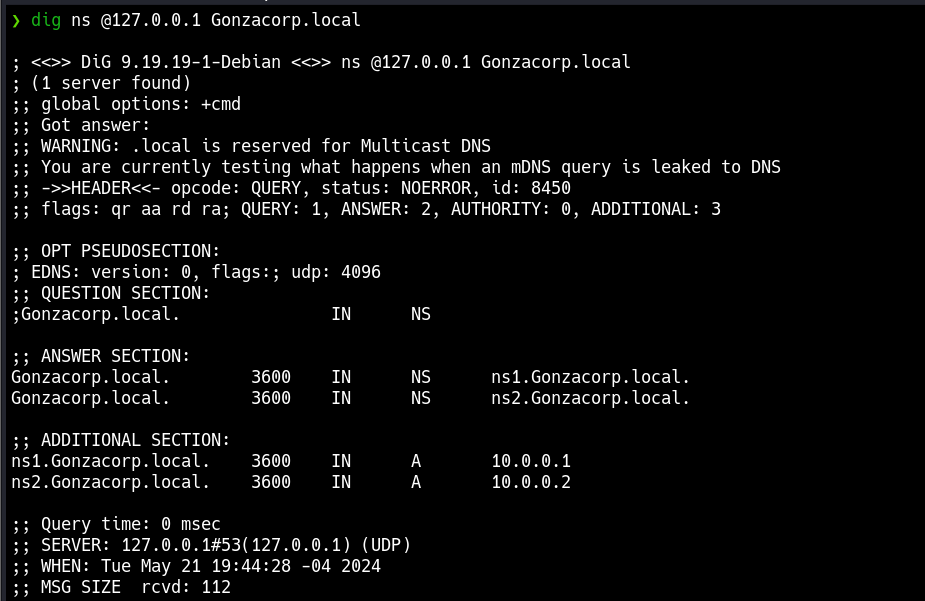 ❯ dig ns @127.0.0.1 Gonzacorp.local
; <<>> DiG 9.19.19-1-Debian <<>> ns @127.0.0.1 Gonzacorp.local
; (1 server found)
;; global options: +cmd
;; Got answer:
;; WARNING: .local is reserved for Multicast DNS
;; You are currently testing what happens when an mDNS query is leaked to DNS
;; ->>HEADER<<- opcode: QUERY, status: NOERROR, id: 8450
;; flags: qr aa rd ra; QUERY: 1, ANSWER: 2, AUTHORITY: 0, ADDITIONAL: 3
;; OPT PSEUDOSECTION:
; EDNS: version: 0, flags:; udp: 4096
;; QUESTION SECTION:
;Gonzacorp.local.               IN      NS
;; ANSWER SECTION:
Gonzacorp.local.        3600    IN      NS      ns1.Gonzacorp.local.
Gonzacorp.local.        3600    IN      NS      ns2.Gonzacorp.local.
;; ADDITIONAL SECTION:
ns1.Gonzacorp.local.    3600    IN      A       10.0.0.1
ns2.Gonzacorp.local.    3600    IN      A       10.0.0.2
;; Query time: 0 msec
;; SERVER: 127.0.0.1#53(127.0.0.1) (UDP)
;; WHEN: Tue May 21 19:44:28 -04 2024
;; MSG SIZE  rcvd: 112